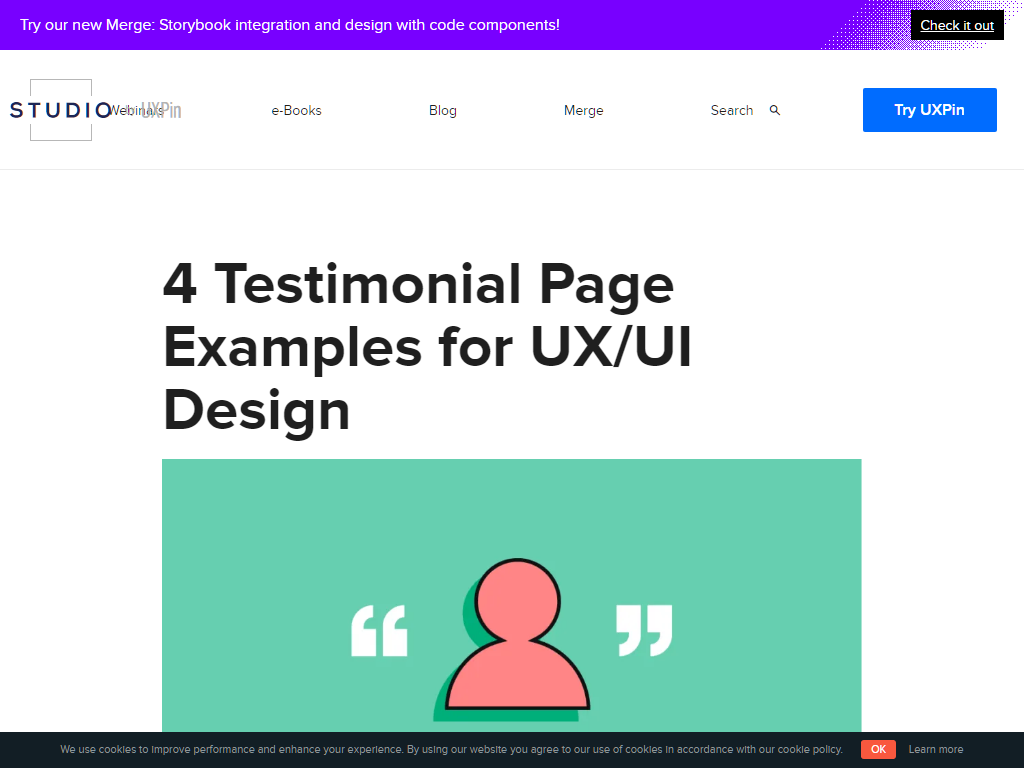 Try our new Merge: Storybook integration and design with code components!
Check it out
STUDIO
Webinars
UXPin
e-Books
Blog
Merge
Search
Try UXPin
4 Testimonial Page
Examples for UX/UI
Design
“ ”
We use cookies to improve performance and enhance your experience. By using our website you agree to our use of cookies in accordance with our cookie policy.
OK
Learn more